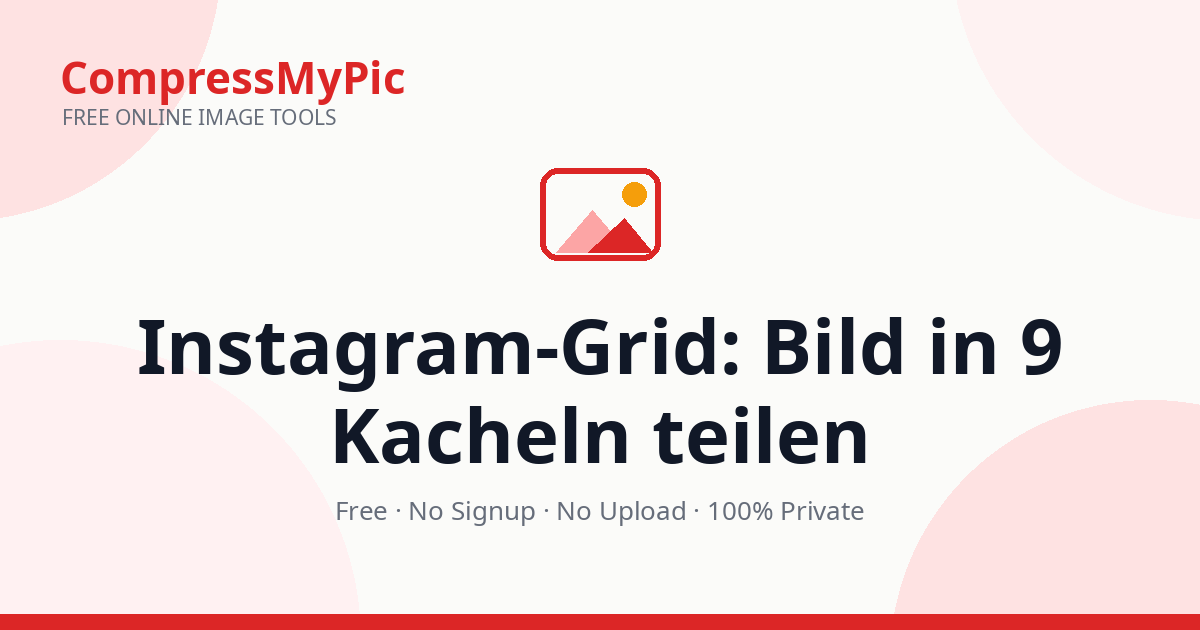 CompressMyPic
FREE ONLINE IMAGE TOOLS
Instagram-Grid: Bild in 9
Kacheln teilen
Free · No Signup · No Upload · 100% Private